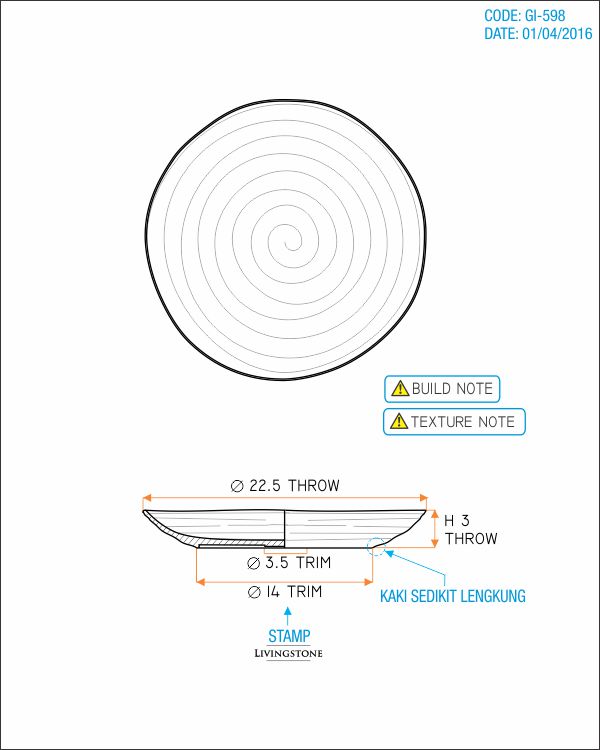 CODE: GI-598
DATE: 01/04/2016
BUILD NOTE
TEXTURE NOTE
∅ 22.5 THROW
H 3
THROW
∅ 3.5 TRIM
∅ 14 TRIM
KAKI SEDIKIT LENGKUNG
STAMP
LIVINGSTONE